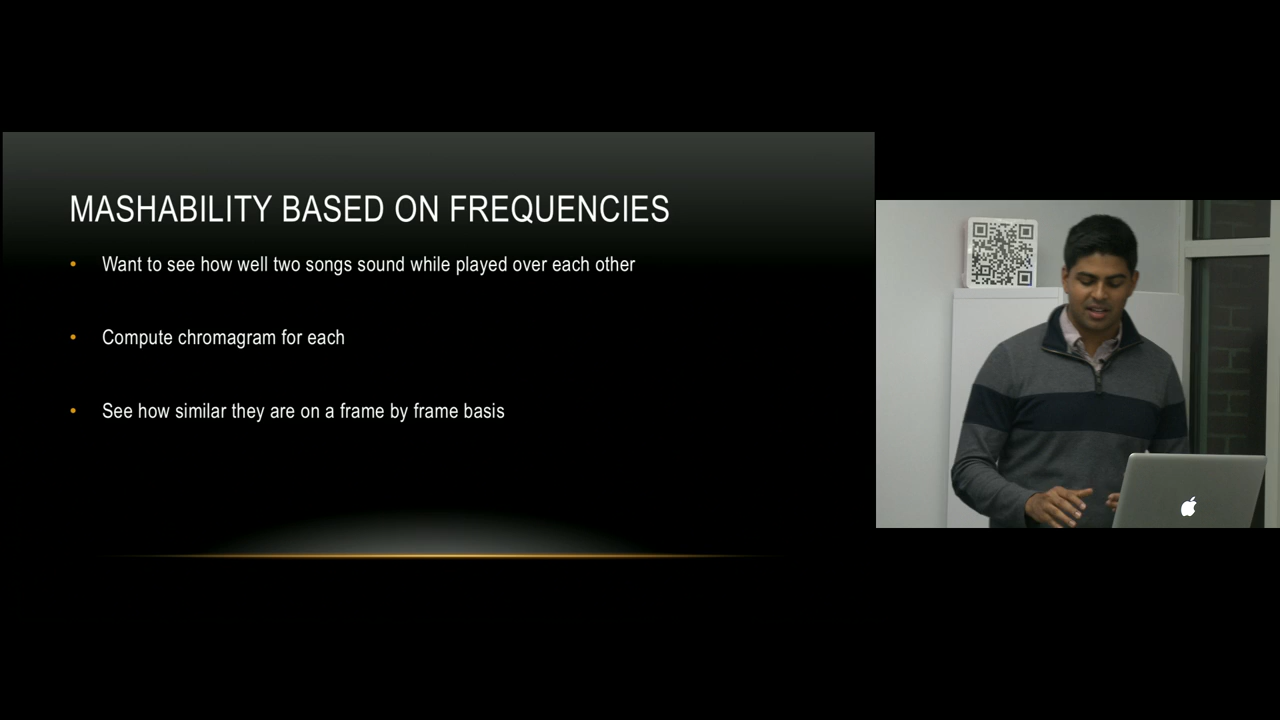 MASHABILITY BASED ON FREQUENCIES
• Want to see how well two songs sound while played over each other
• Compute chromagram for each
• See how similar they are on a frame by frame basis